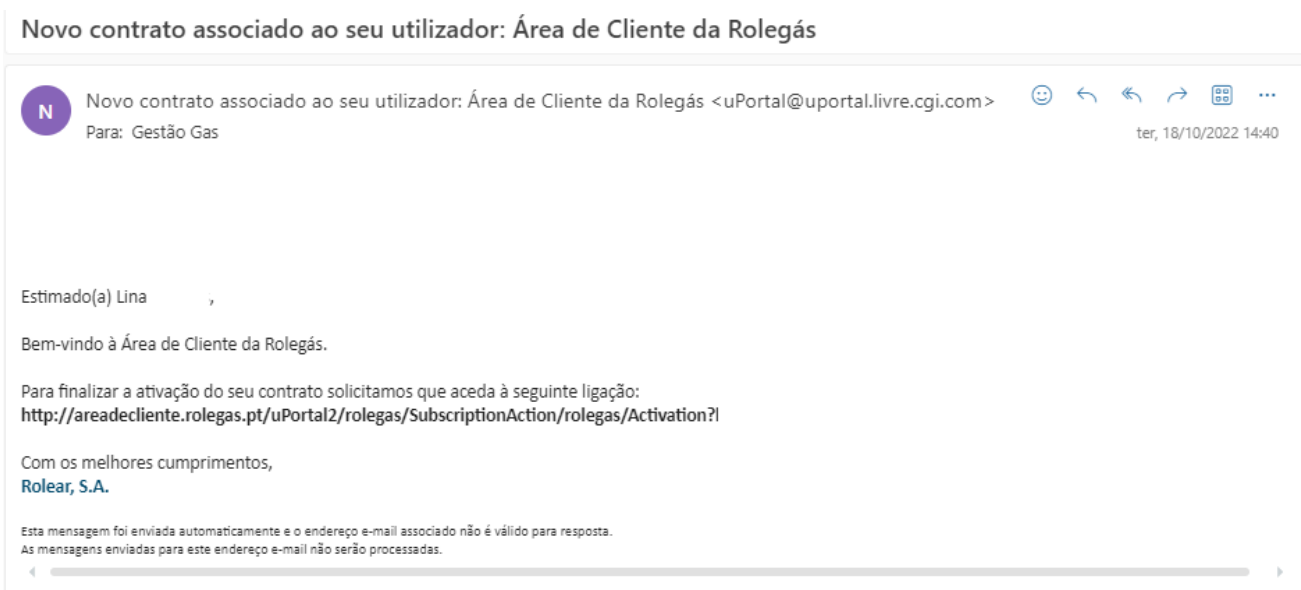 Novo contrato associado ao seu utilizador: Área de Cliente da Rolegás
N
Novo contrato associado ao seu utilizador: Área de Cliente da Rolegás <uPortal@uportal.livre.cgi.com>
Para: Gestão Gas
ter, 18/10/2022 14:40
Estimado(a) Lina ,
Bem-vindo à Área de Cliente da Rolegás.
Para finalizar a ativação do seu contrato solicitamos que aceda à seguinte ligação:
http://areadecliente.rolegas.pt/uPortal2/rolegas/SubscriptionAction/rolegas/Activation?l
Com os melhores cumprimentos,
Rolear, S.A.
Esta mensagem foi enviada automaticamente e o endereço e-mail associado não é válido para resposta.
As mensagens enviadas para este endereço e-mail não serão processadas.